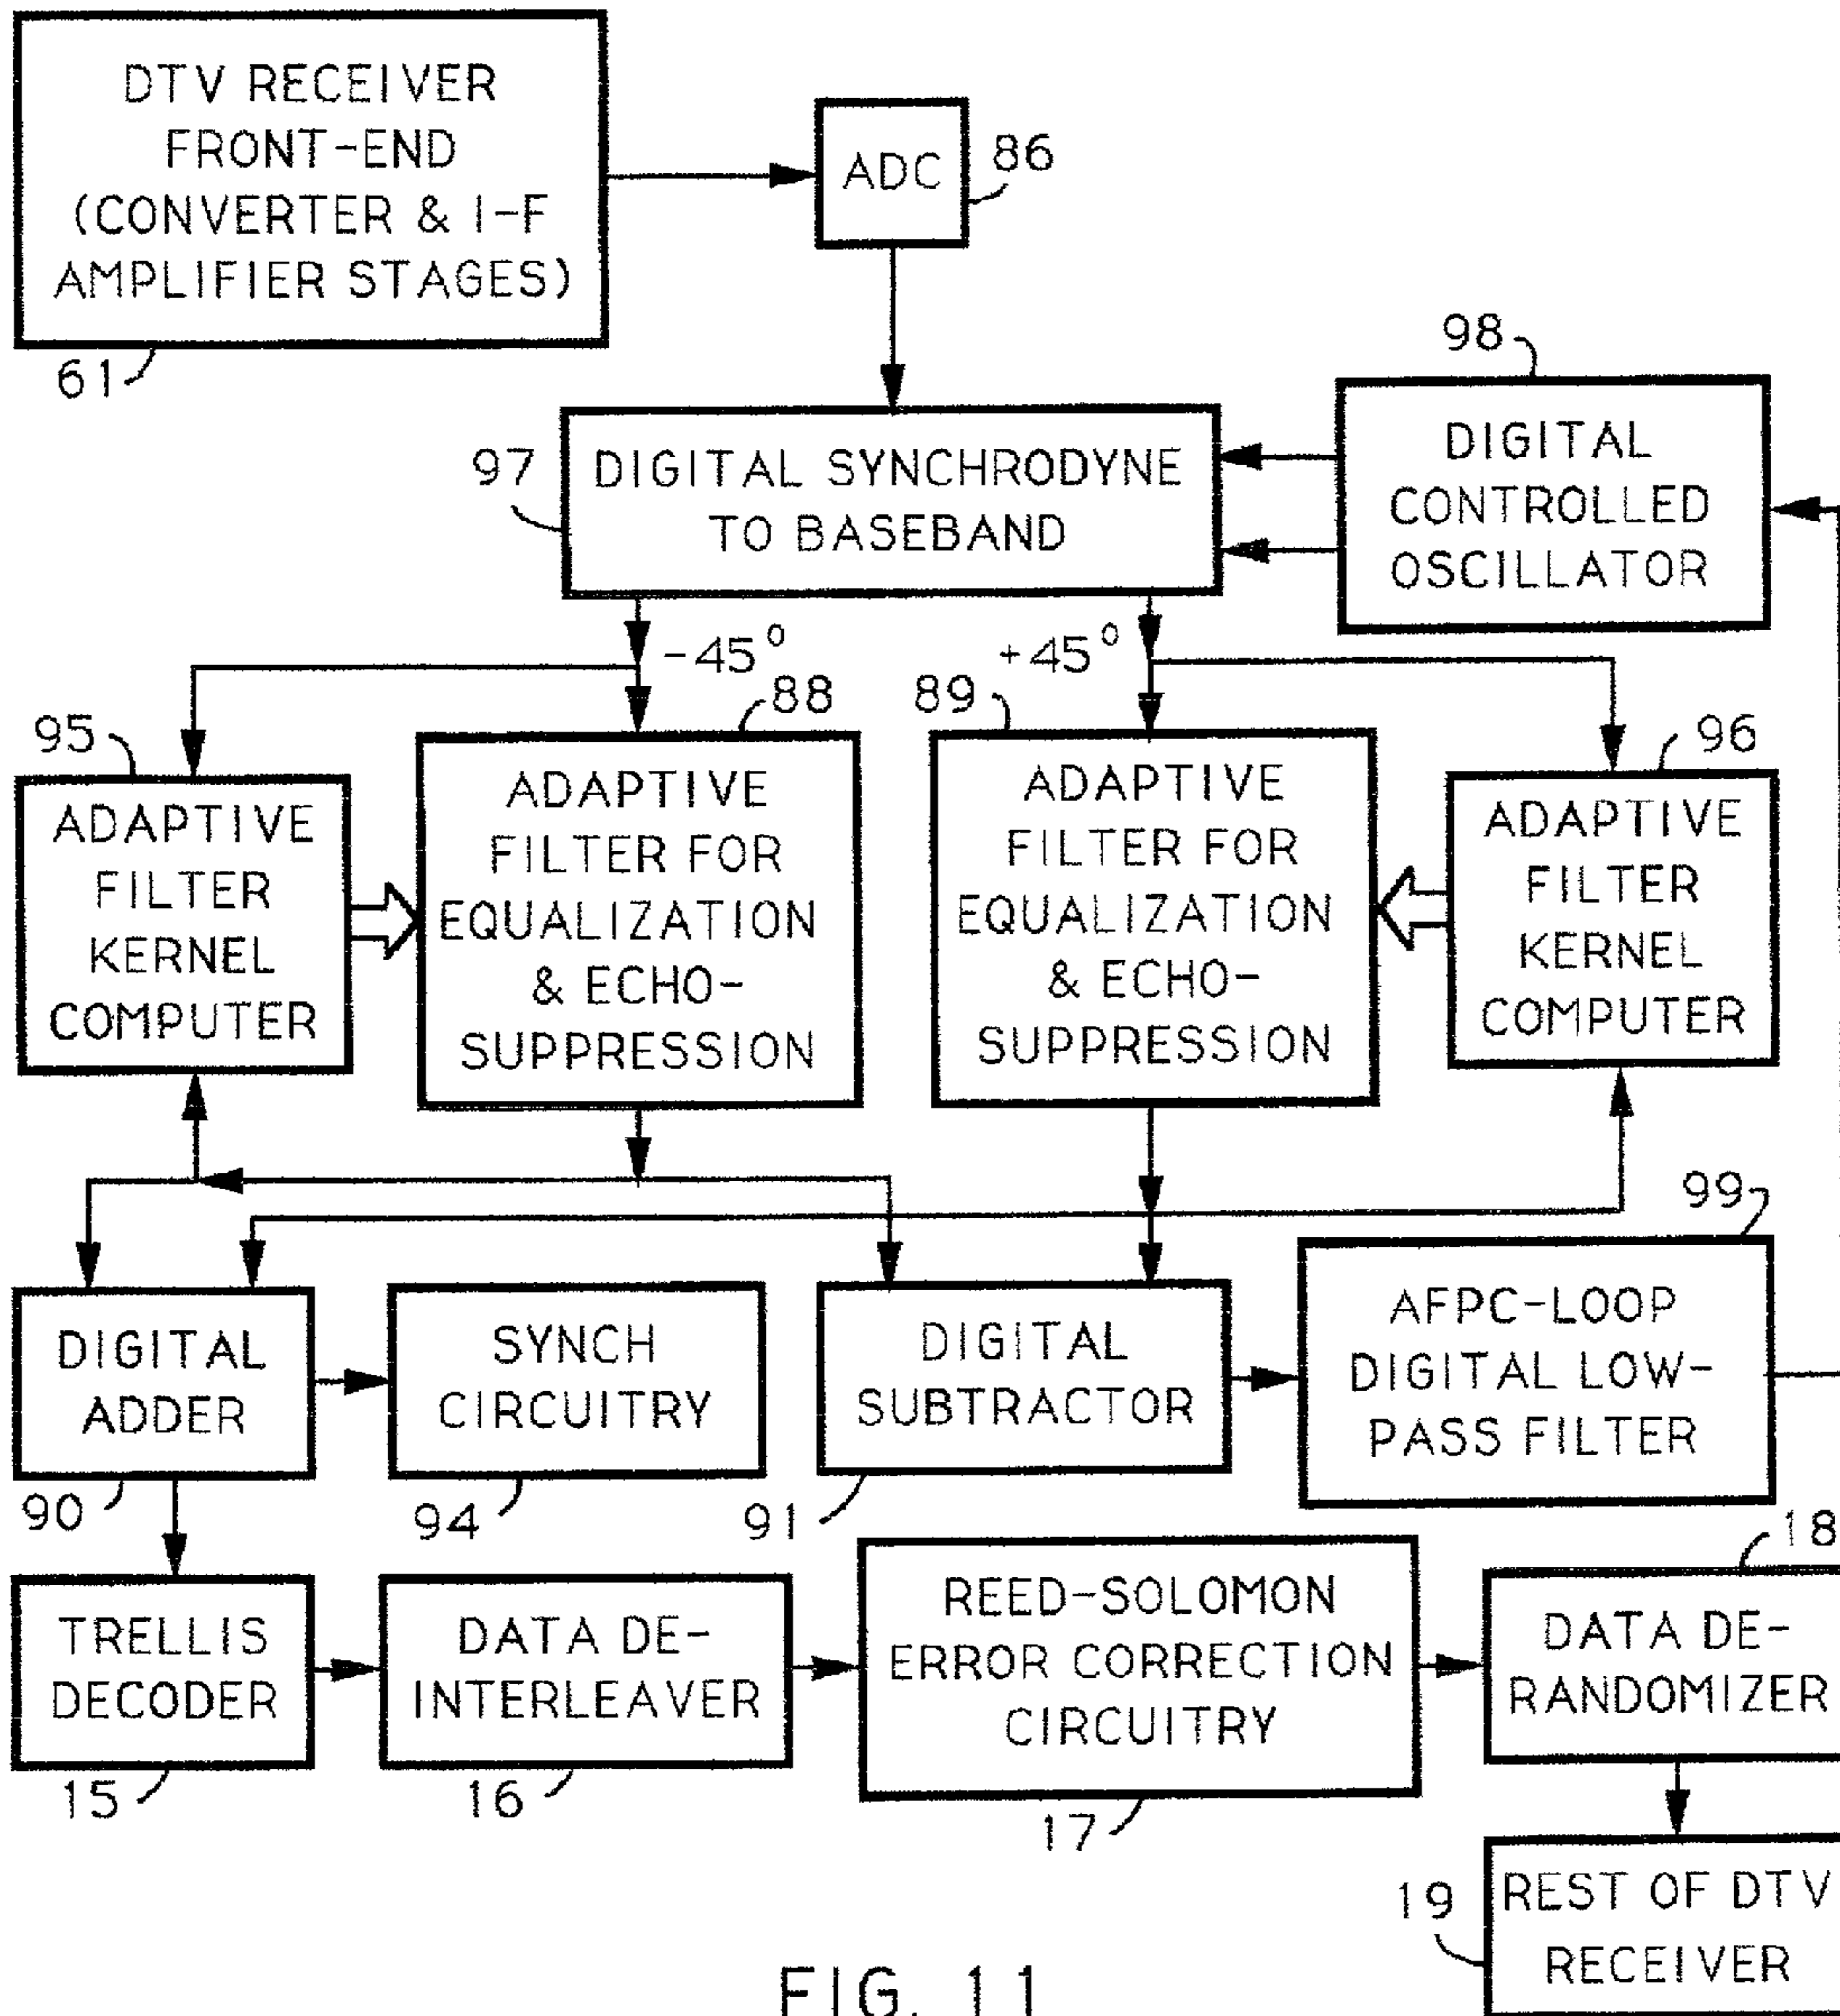 DTV RECEIVER
FRONT-END
(CONVERTER & I-F
AMPLIFIER STAGES)
61
ADC
86
98
DIGITAL
CONTROLLED
OSCILLATOR
97
DIGITAL SYNCHRODYNE
TO BASEBAND
-45°
+45°
95
88
89
96
ADAPTIVE
FILTER
KERNEL
COMPUTER
ADAPTIVE
FILTER FOR
EQUALIZATION
& ECHO-
SUPPRESSION
ADAPTIVE
FILTER FOR
EQUALIZATION
& ECHO-
SUPPRESSION
ADAPTIVE
FILTER
KERNEL
COMPUTER
99
DIGITAL
ADDER
90
SYNCH
CIRCUITRY
94
DIGITAL
SUBTRACTOR
91
AFPC-LOOP
DIGITAL LOW-
PASS FILTER
TRELLIS
DECODER
15
DATA DE-
INTERLEAVER
16
REED-SOLOMON
ERROR CORRECTION
CIRCUITRY
17
18
DATA DE-
RANDOMIZER
19
REST OF DTV
RECEIVER
FIG. 11